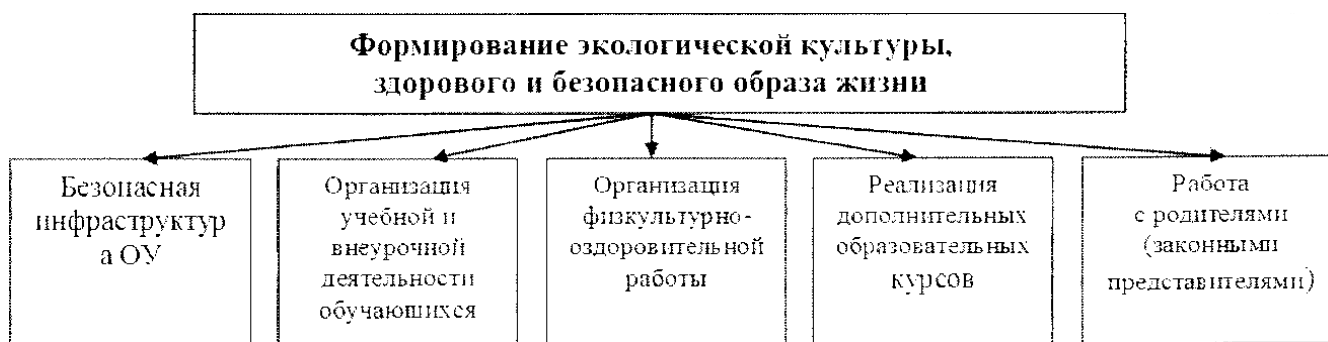 Формирование экологической культуры,
здорового и безопасного образа жизни
Безопасная
инфраструктур
а ОУ
Организация
учебной и
внеурочной
деятельности
обучающихся
Организация
физкультурно-
оздоровительной
работы
Реализация
дополнительных
образовательных
курсов
Работа
с родителями
(законными
представителями)